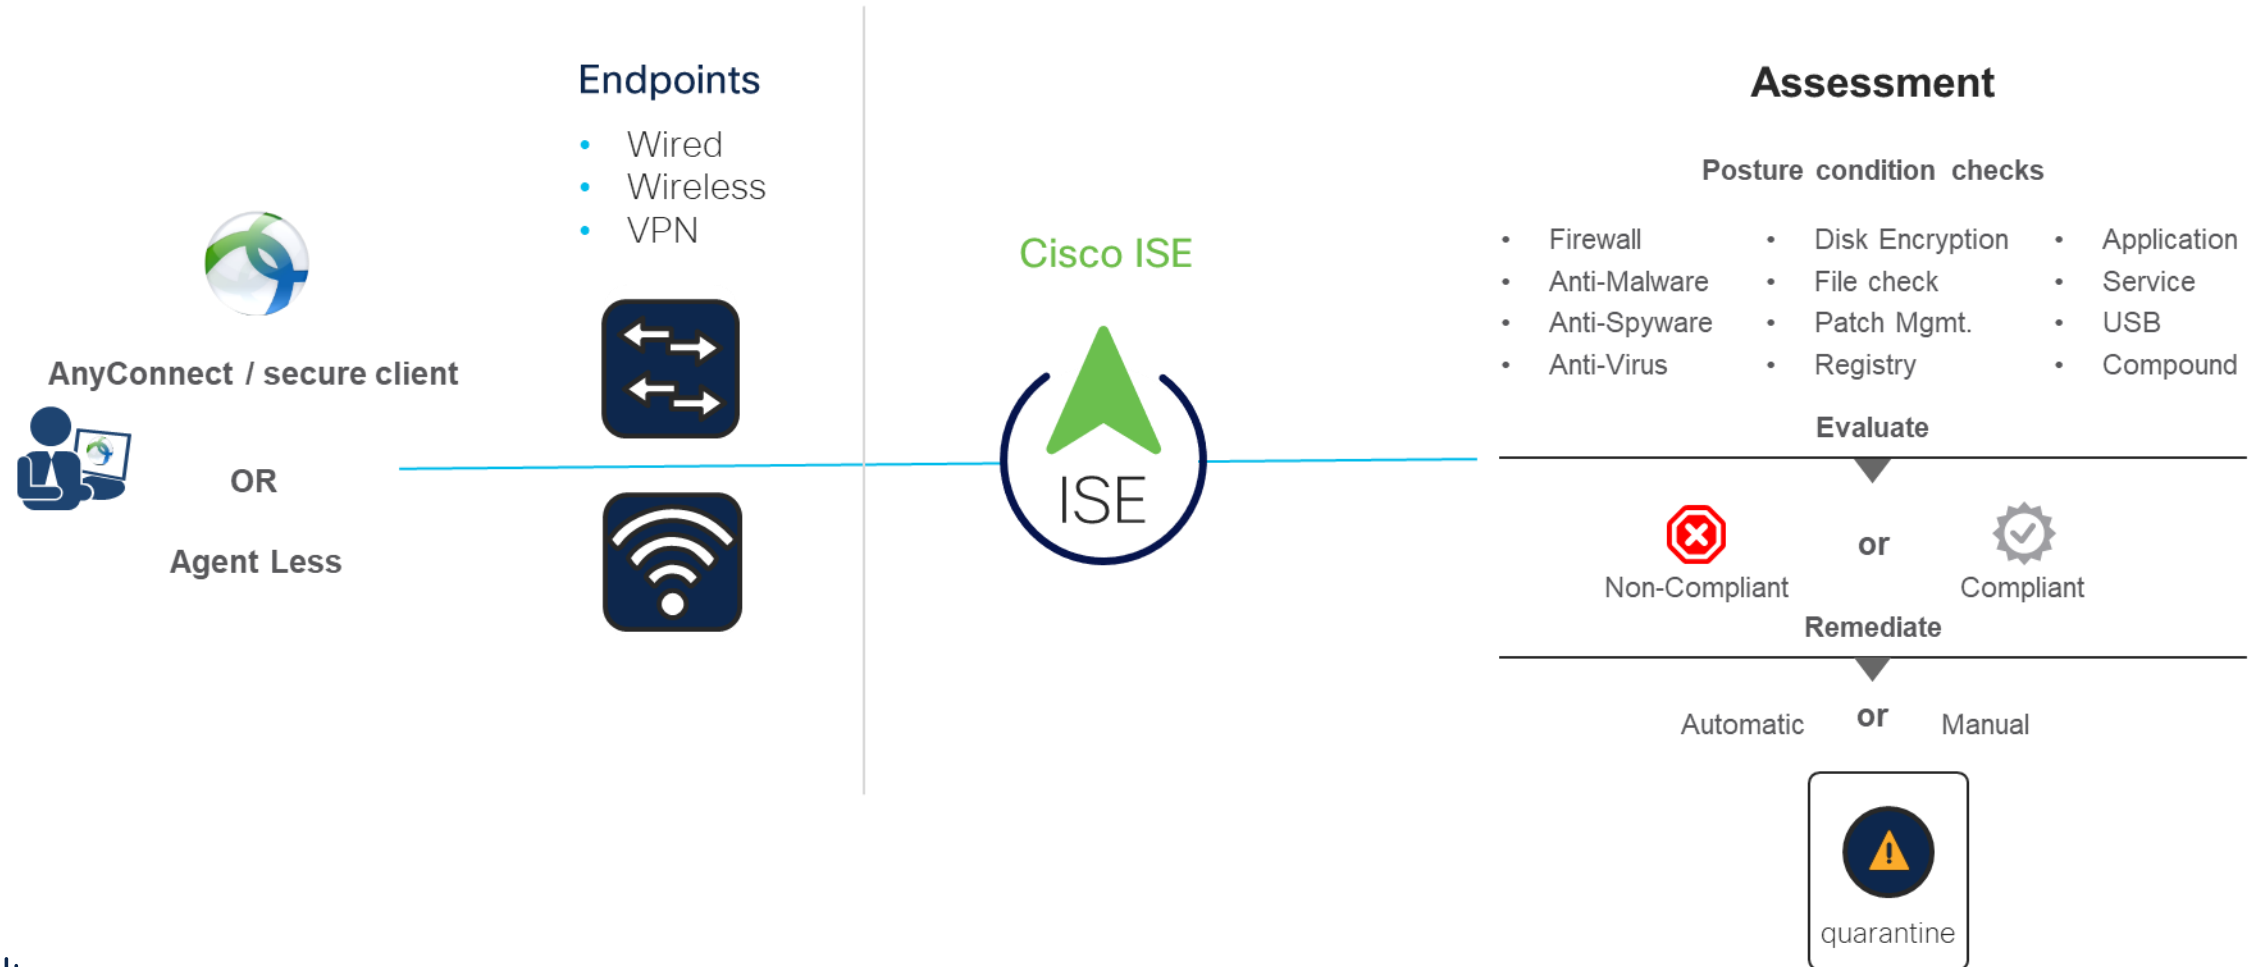 Endpoints
• Wired
• Wireless
• VPN
AnyConnect / secure client
OR
Agent Less
Cisco ISE
ISE
Assessment
Posture condition checks
• Firewall
• Anti-Malware
• Anti-Spyware
• Anti-Virus
• Disk Encryption
• File check
• Patch Mgmt.
• Registry
• Application
• Service
• USB
• Compound
Evaluate
Non-Compliant
or
Compliant
Remediate
Automatic or Manual
quarantine